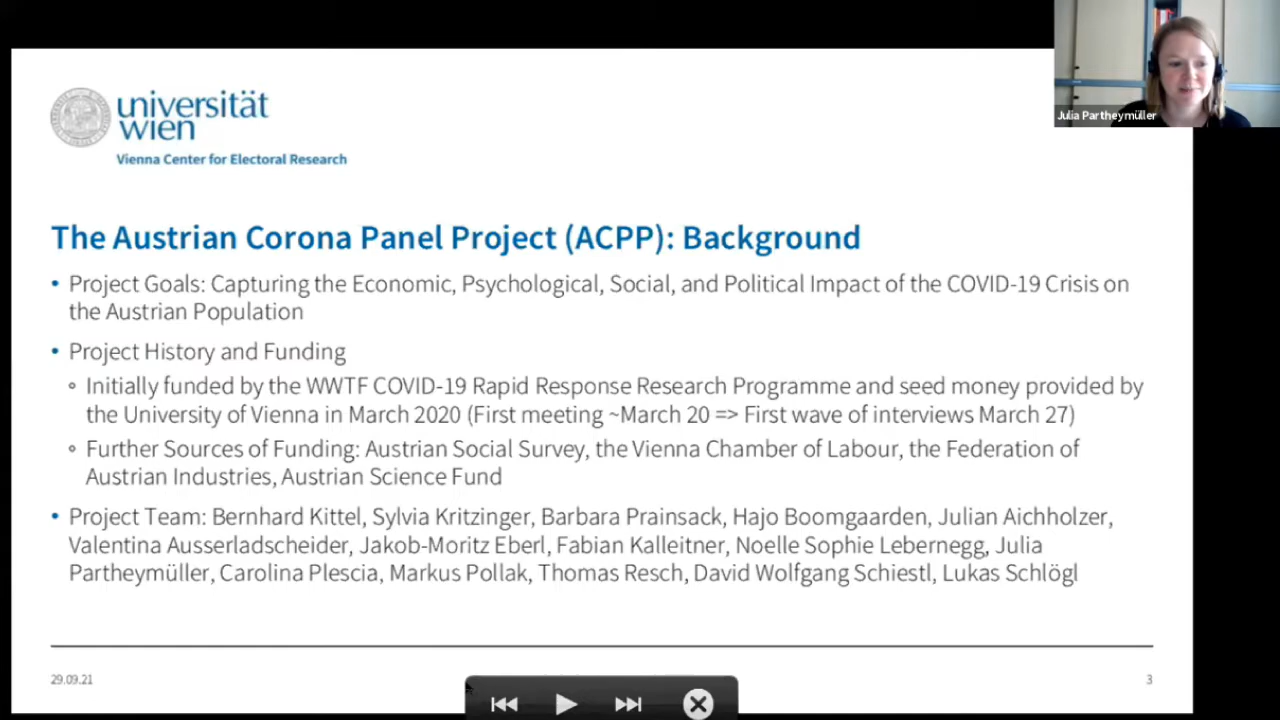 Julia Partheymüller
universität
wien
Vienna Center for Electoral Research
The Austrian Corona Panel Project (ACPP): Background
• Project Goals: Capturing the Economic, Psychological, Social, and Political Impact of the COVID-19 Crisis on
the Austrian Population
• Project History and Funding
◦ Initially funded by the WWTF COVID-19 Rapid Response Research Programme and seed money provided by
the University of Vienna in March 2020 (First meeting ~March 20 => First wave of interviews March 27)
◦ Further Sources of Funding: Austrian Social Survey, the Vienna Chamber of Labour, the Federation of
Austrian Industries, Austrian Science Fund
• Project Team: Bernhard Kittel, Sylvia Kritzinger, Barbara Prainsack, Hajo Boomgaarden, Julian Aichholzer,
Valentina Ausserladscheider, Jakob-Moritz Eberl, Fabian Kalleitner, Noelle Sophie Lebernegg, Julia
Partheymüller, Carolina Plescia, Markus Pollak, Thomas Resch, David Wolfgang Schiestl, Lukas Schlögl
29.09.21
3